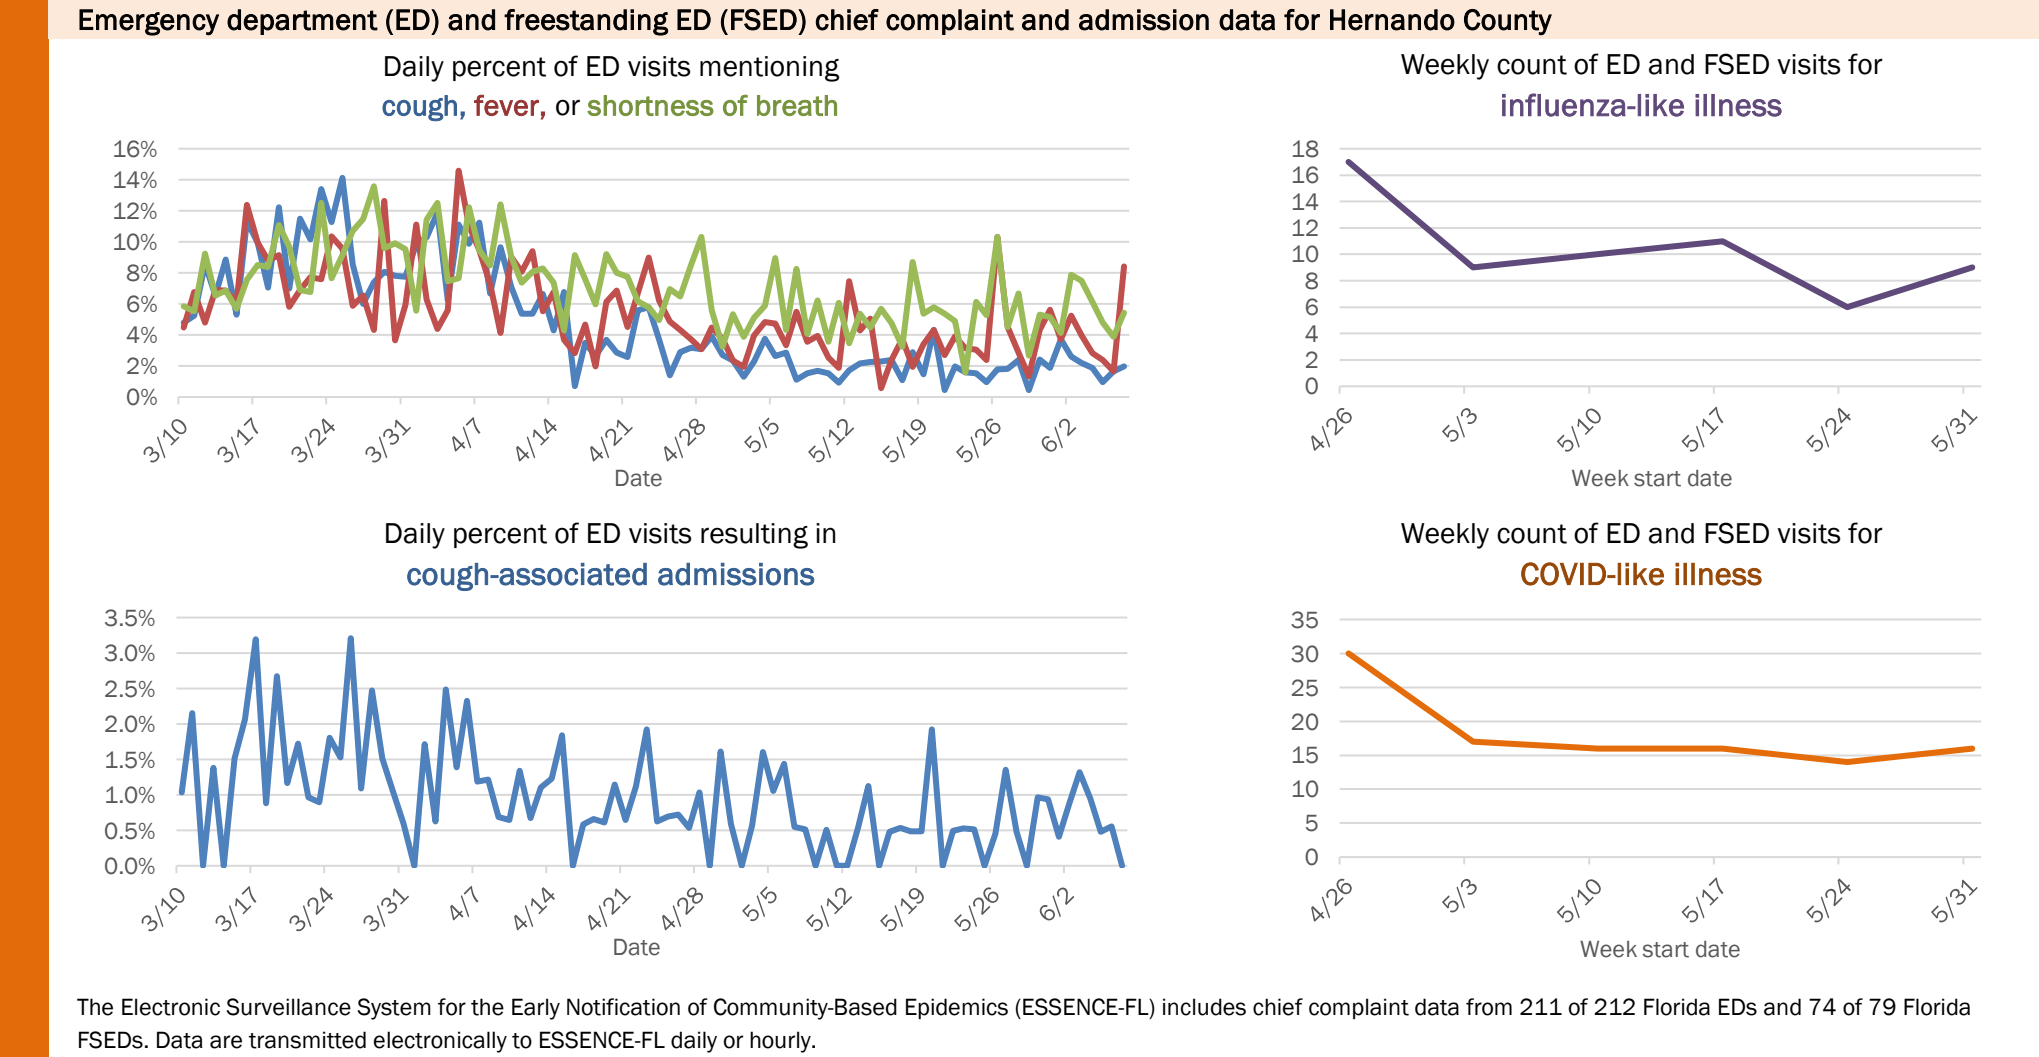 Emergency department (ED) and freestanding ED (FSED) chief complaint and admission data for Hernando County
Daily percent of ED visits mentioning
cough, fever, or shortness of breath
16%
14%
12%
10%
8%
6%
4%
2%
0%
3/10 3/17 3/24 3/31 4/7 4/14 4/21 4/28 5/5 5/12 5/19 5/26 6/2
Date
Weekly count of ED and FSED visits for
influenza-like illness
18
16
14
12
10
8
6
4
2
0
4/26 5/3 5/10 5/17 5/24 5/31
Week start date
Daily percent of ED visits resulting in
cough-associated admissions
3.5%
3.0%
2.5%
2.0%
1.5%
1.0%
0.5%
0.0%
3/10 3/17 3/24 3/31 4/7 4/14 4/21 4/28 5/5 5/12 5/19 5/26 6/2
Date
Weekly count of ED and FSED visits for
COVID-like illness
35
30
25
20
15
10
5
0
4/26 5/3 5/10 5/17 5/24 5/31
Week start date
The Electronic Surveillance System for the Early Notification of Community-Based Epidemics (ESSENCE-FL) includes chief complaint data from 211 of 212 Florida EDs and 74 of 79 Florida
FSEDs. Data are transmitted electronically to ESSENCE-FL daily or hourly.